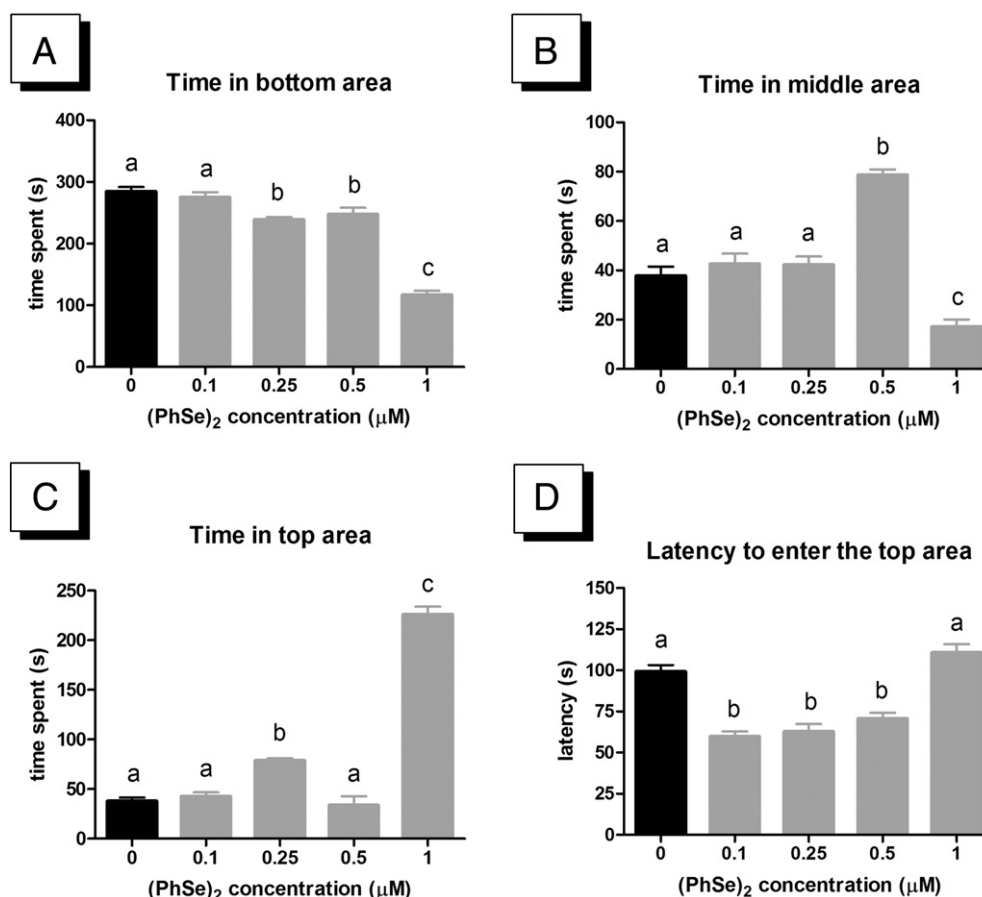 A
Time in bottom area
time spent (s)
400
300
200
100
0
a
a
b
b
c
0 0.1 0.25 0.5 1
(PhSe)₂ concentration (μM)
B
Time in middle area
time spent (s)
100
80
60
40
20
0
a
a
a
b
c
0 0.1 0.25 0.5 1
(PhSe)₂ concentration (μM)
C
Time in top area
time spent (s)
250
200
150
100
50
0
a
a
b
a
c
0 0.1 0.25 0.5 1
(PhSe)₂ concentration (μM)
D
Latency to enter the top area
latency (s)
150
125
100
75
50
25
0
a
b
b
b
a
0 0.1 0.25 0.5 1
(PhSe)₂ concentration (μM)